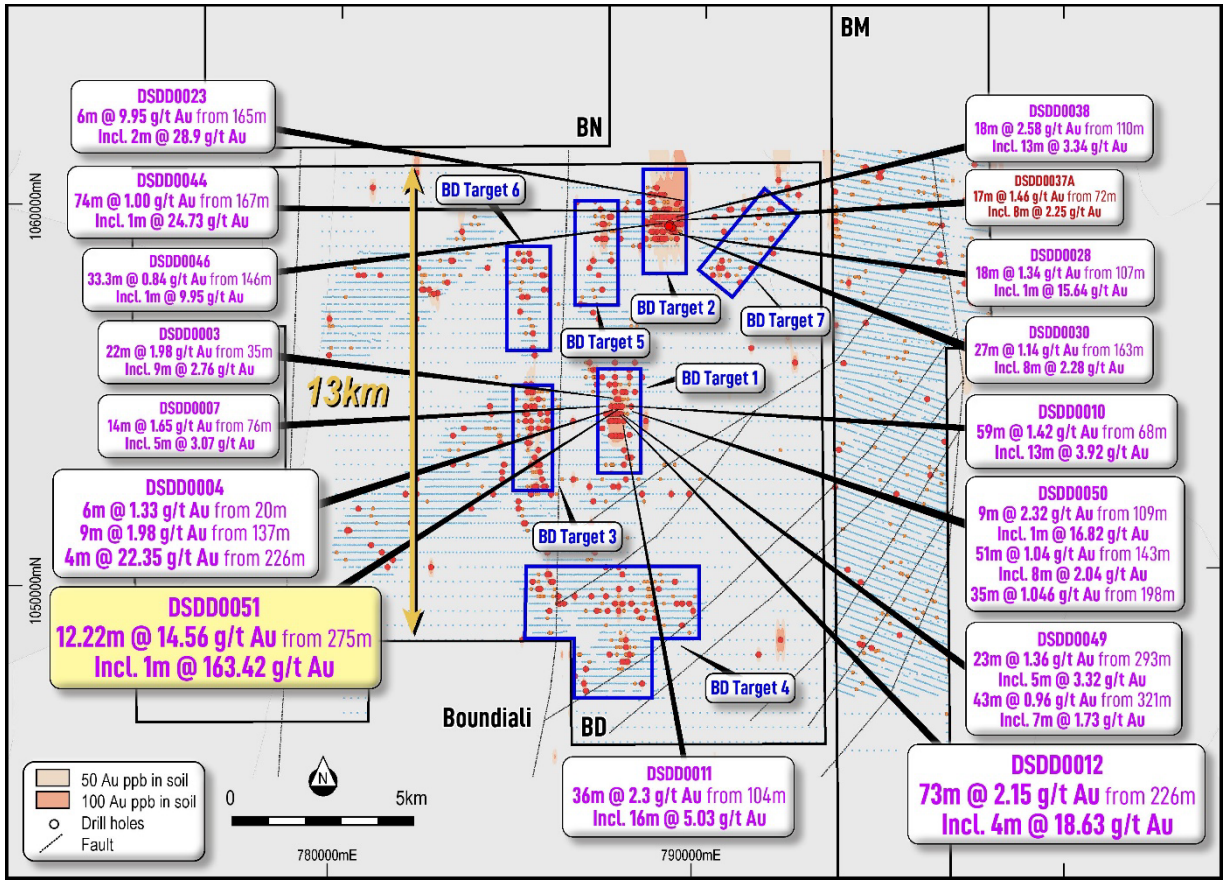 BM
BN
DSDD0023
6m @ 9.95 g/t Au from 165m
Incl. 2m @ 28.9 g/t Au
DSDD0044
74m @ 1.00 g/t Au from 167m
Incl. 1m @ 24.73 g/t Au
DSDD0046
33.3m @ 0.84 g/t Au from 146m
Incl. 1m @ 9.95 g/t Au
DSDD0003
22m @ 1.98 g/t Au from 35m
Incl. 9m @ 2.76 g/t Au
DSDD0007
14m @ 1.65 g/t Au from 76m
Incl. 5m @ 3.07 g/t Au
DSDD0004
6m @ 1.33 g/t Au from 20m
9m @ 1.98 g/t Au from 137m
4m @ 22.35 g/t Au from 226m
DSDD0051
12.22m @ 14.56 g/t Au from 275m
Incl. 1m @ 163.42 g/t Au
1060000mN
1050000mN
13km
BD Target 6
BD Target 2
BD Target 7
BD Target 5
BD Target 1
BD Target 3
BD Target 4
Boundiali
BD
DSDD0038
18m @ 2.58 g/t Au from 110m
Incl. 13m @ 3.34 g/t Au
DSDD0037A
17m @ 1.46 g/t Au from 72m
Incl. 8m @ 2.25 g/t Au
DSDD0028
18m @ 1.34 g/t Au from 107m
Incl. 1m @ 15.64 g/t Au
DSDD0030
27m @ 1.14 g/t Au from 163m
Incl. 8m @ 2.28 g/t Au
DSDD0010
59m @ 1.42 g/t Au from 68m
Incl. 13m @ 3.92 g/t Au
DSDD0050
9m @ 2.32 g/t Au from 109m
Incl. 1m @ 16.82 g/t Au
51m @ 1.04 g/t Au from 143m
Incl. 8m @ 2.04 g/t Au
35m @ 1.046 g/t Au from 198m
DSDD0049
23m @ 1.36 g/t Au from 293m
Incl. 5m @ 3.32 g/t Au
43m @ 0.96 g/t Au from 321m
Incl. 7m @ 1.73 g/t Au
DSDD0012
73m @ 2.15 g/t Au from 226m
Incl. 4m @ 18.63 g/t Au
DSDD0011
36m @ 2.3 g/t Au from 104m
Incl. 16m @ 5.03 g/t Au
50 Au ppb in soil
100 Au ppb in soil
Drill holes
Fault
N
0 5km
780000mE
790000mE